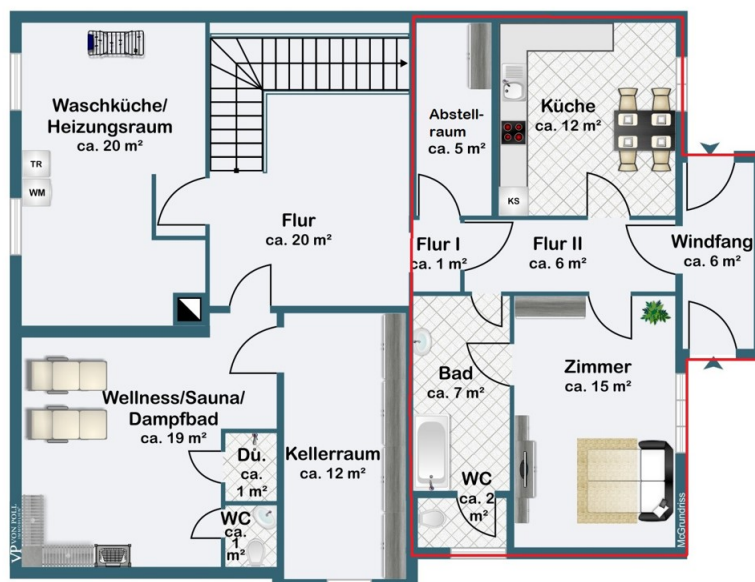 Waschküche/
Heizungsraum
ca. 20 m²
TR
WM
Flur
ca. 20 m²
Abstell-
raum
ca. 5 m²
Küche
ca. 12 m²
KS
Flur I
ca. 1 m²
Flur II
ca. 6 m²
Windfang
ca. 6 m²
Wellness/Sauna/
Dampfbad
ca. 19 m²
Dü.
ca.
1 m²
WC
ca.
1
m²
Kellerraum
ca. 12 m²
Bad
ca. 7 m²
WC
ca. 2
m²
Zimmer
ca. 15 m²
VP VON POLL
McGrundriss